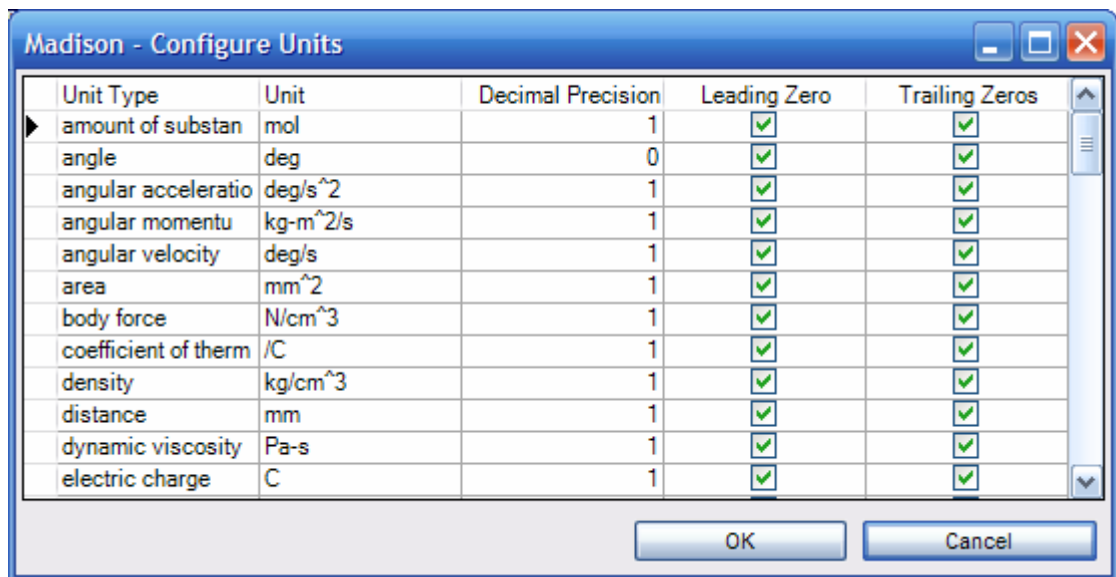 Madison - Configure Units
Unit Type Unit Decimal Precision Leading Zero Trailing Zeros
amount of substan mol 1
angle deg 0
angular acceleratio deg/s^2 1
angular momentu kg-m^2/s 1
angular velocity deg/s 1
area mm^2 1
body force N/cm^3 1
coefficient of therm /C 1
density kg/cm^3 1
distance mm 1
dynamic viscosity Pa-s 1
electric charge C 1
OK Cancel